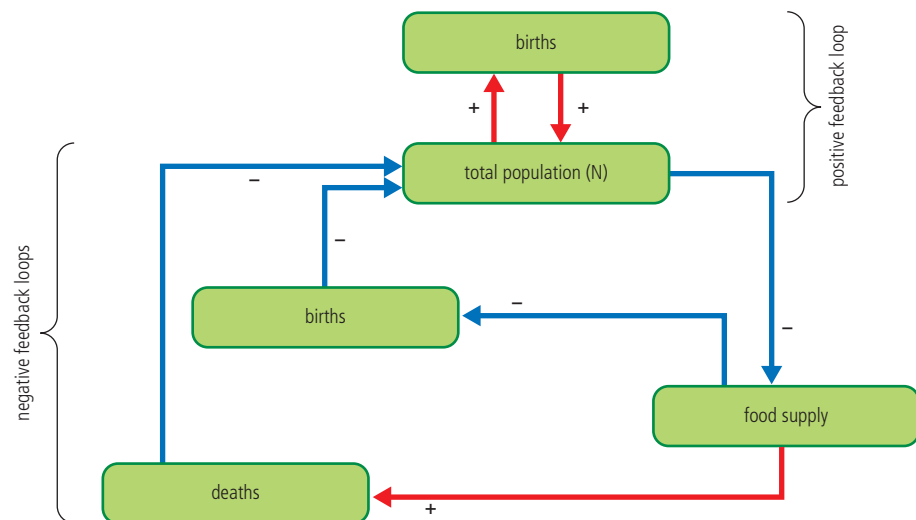 births
positive feedback loop
+
+
total population (N)
–
–
negative feedback loops
births
–
–
food supply
deaths
+